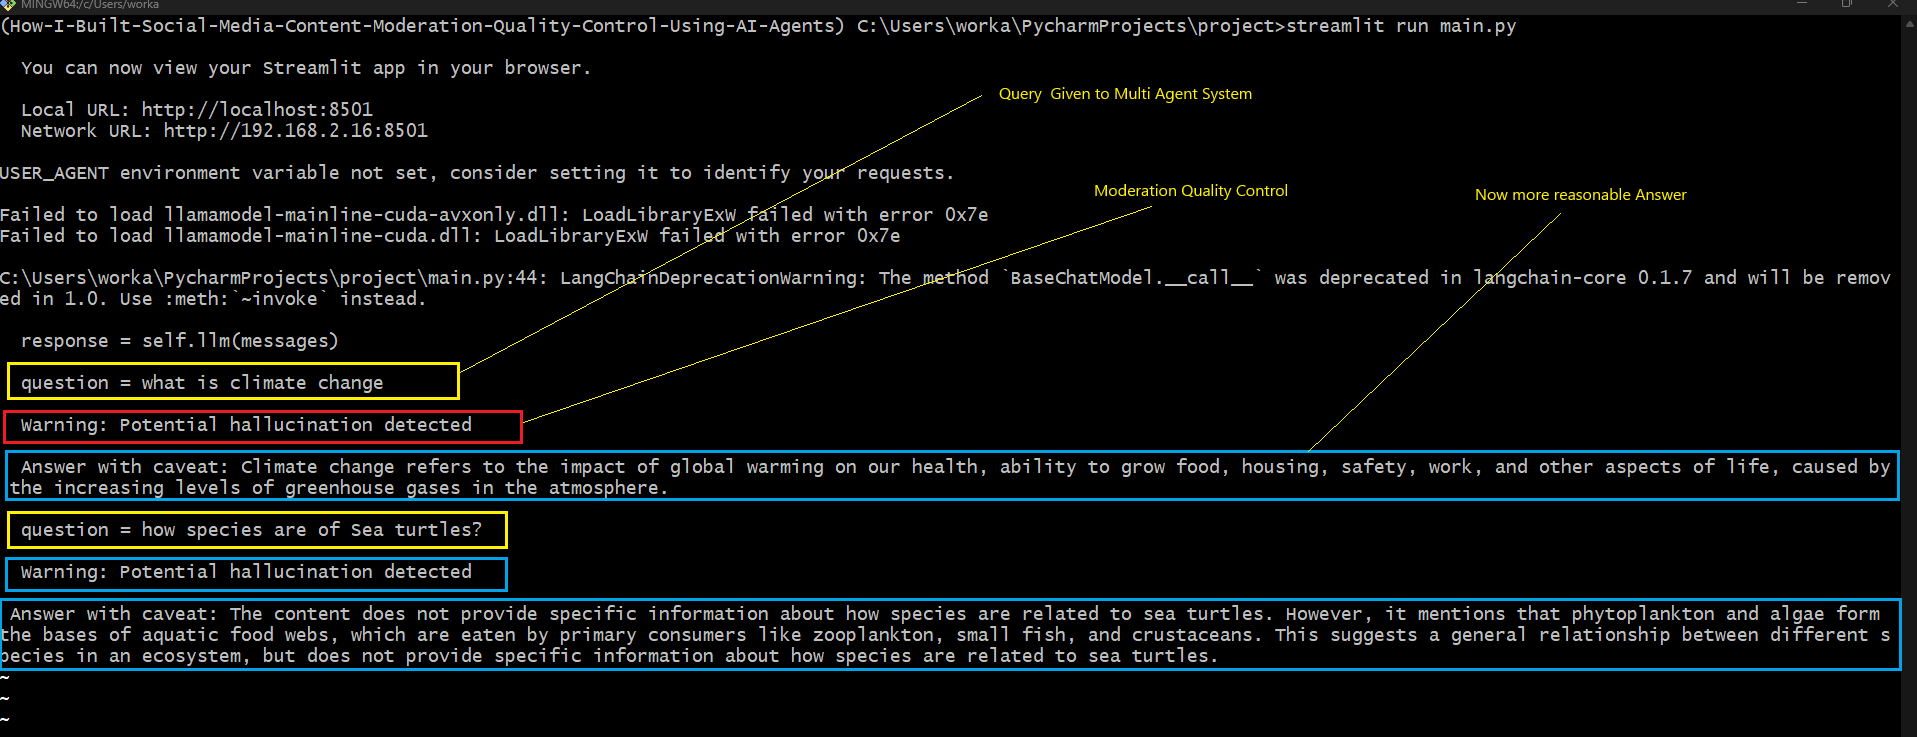 MINGW64:/c/Users/worka
(How-I-Built-Social-Media-Content-Moderation-Quality-Control-Using-AI-Agents) C:\Users\worka\PycharmProjects\project>streamlit run main.py
You can now view your Streamlit app in your browser.
Query  Given to Multi Agent System
Local URL: http://localhost:8501
Network URL: http://192.168.2.16:8501
USER_AGENT environment variable not set, consider setting it to identify your requests.
Moderation Quality Control
Now more reasonable Answer
Failed to load llamamodel-mainline-cuda-avxonly.dll: LoadLibraryExW failed with error 0x7e
Failed to load llamamodel-mainline-cuda.dll: LoadLibraryExW failed with error 0x7e
C:\Users\worka\PycharmProjects\project\main.py:44: LangChainDeprecationWarning: The method `BaseChatModel.__call__` was deprecated in langchain-core 0.1.7 and will be remov
ed in 1.0. Use :meth:`~invoke` instead.
response = self.llm(messages)
question = what is climate change
Warning: Potential hallucination detected
Answer with caveat: Climate change refers to the impact of global warming on our health, ability to grow food, housing, safety, work, and other aspects of life, caused by
the increasing levels of greenhouse gases in the atmosphere.
question = how species are of Sea turtles?
Warning: Potential hallucination detected
Answer with caveat: The content does not provide specific information about how species are related to sea turtles. However, it mentions that phytoplankton and algae form
the bases of aquatic food webs, which are eaten by primary consumers like zooplankton, small fish, and crustaceans. This suggests a general relationship between different s
pecies in an ecosystem, but does not provide specific information about how species are related to sea turtles.
~
~
~